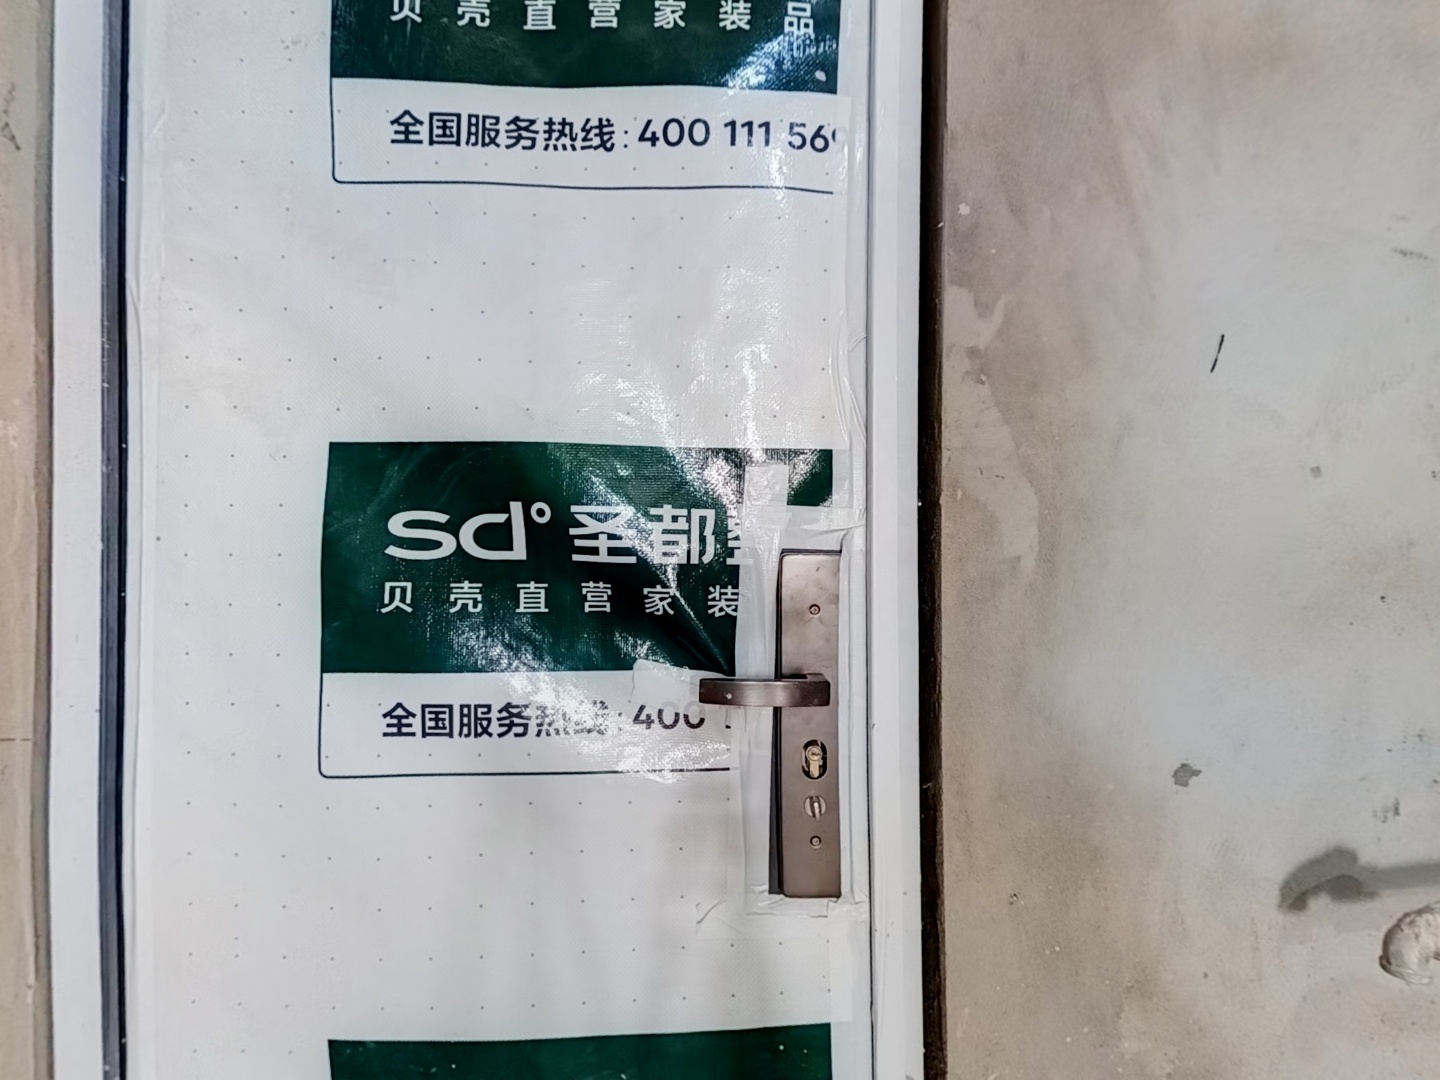 贝壳直营家装品
全国服务热线:400 111 569
sd° 圣都
贝壳直营家装
全国服务热线:400